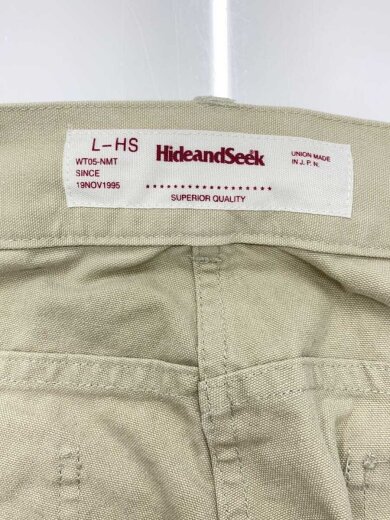 L-HS
WT05-NMT
SINCE
19NOV1995
HideandSeek
★★★★★★★★★★★★★★★★★★
SUPERIOR QUALITY
UNION MADE
IN J. P. N.